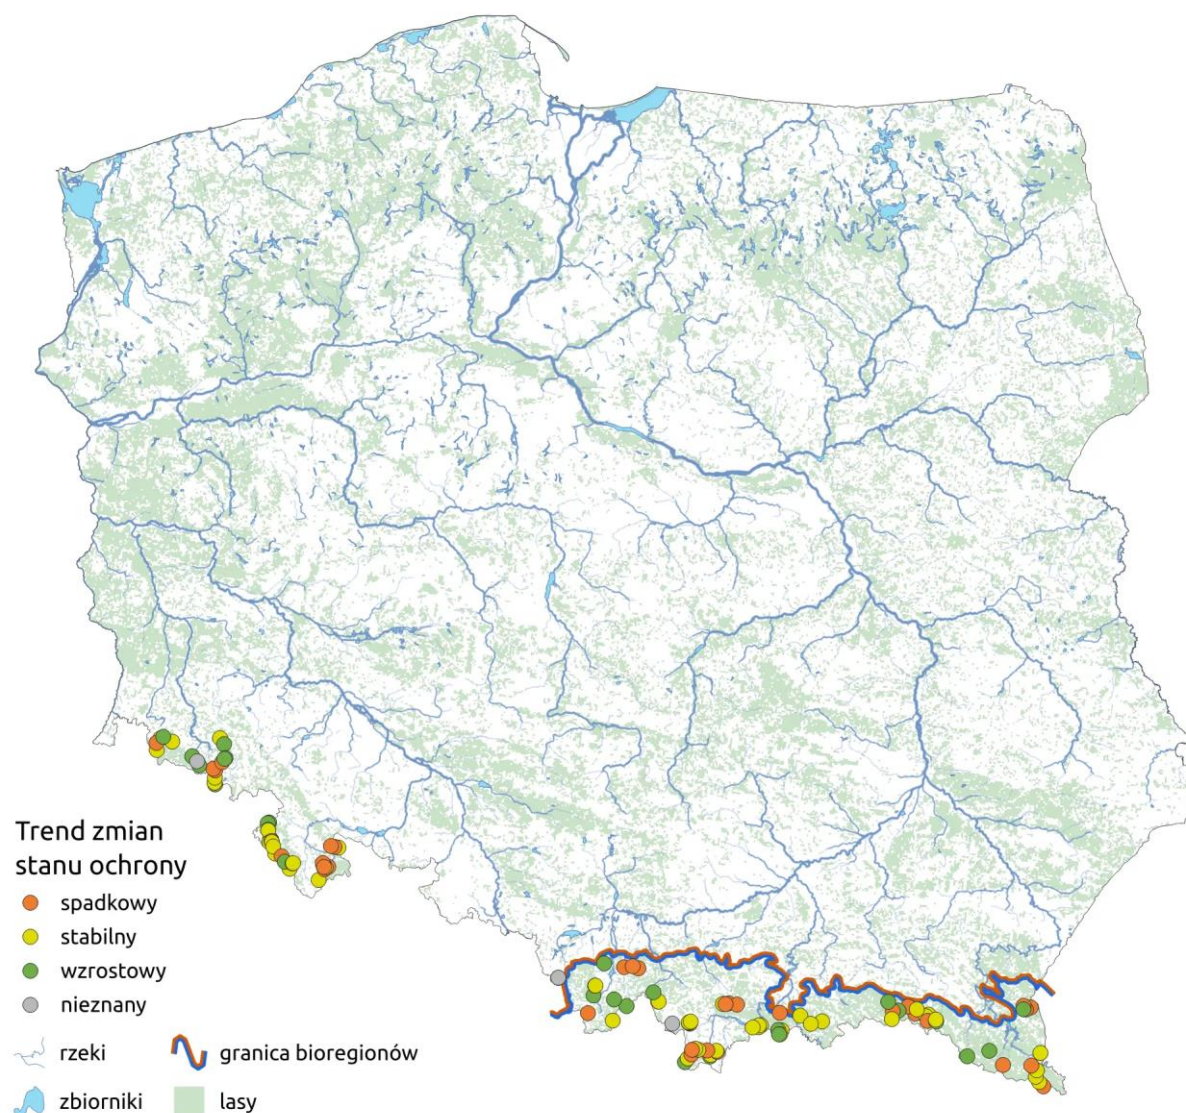 Trend zmian
stanu ochrony
spadkowy
stabilny
wzrostowy
nieznany
rzeki
granica bioregionów
zbiorniki
lasy